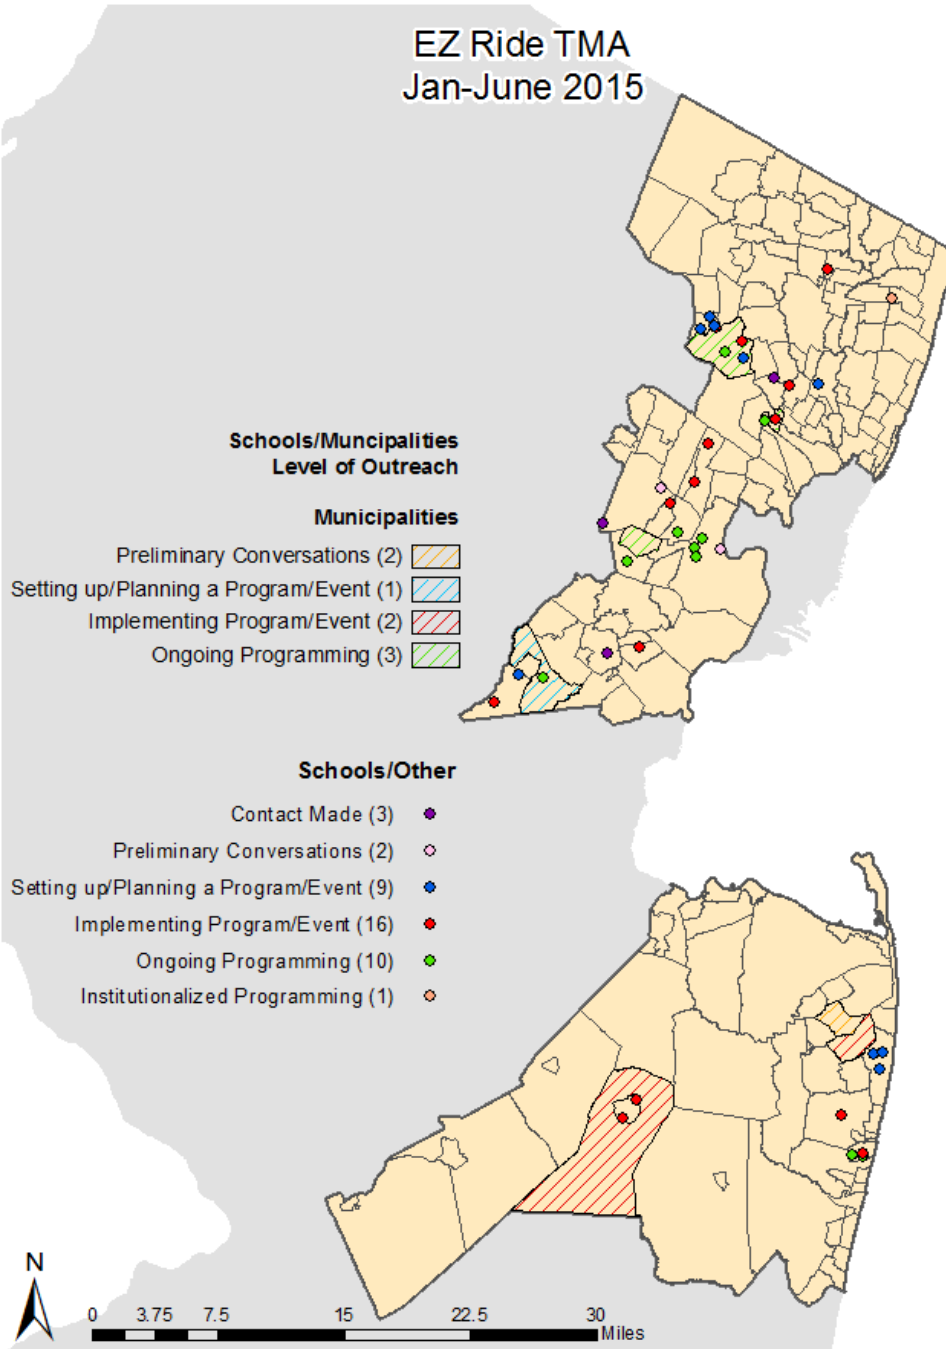 EZ Ride TMA
Jan-June 2015
Schools/Muncipalities
Level of Outreach
Municipalities
Preliminary Conversations (2)
Setting up/Planning a Program/Event (1)
Implementing Program/Event (2)
Ongoing Programming (3)
Schools/Other
Contact Made (3)
Preliminary Conversations (2)
Setting up/Planning a Program/Event (9)
Implementing Program/Event (16)
Ongoing Programming (10)
Institutionalized Programming (1)
N
0 3.75 7.5 15 22.5 30
Miles